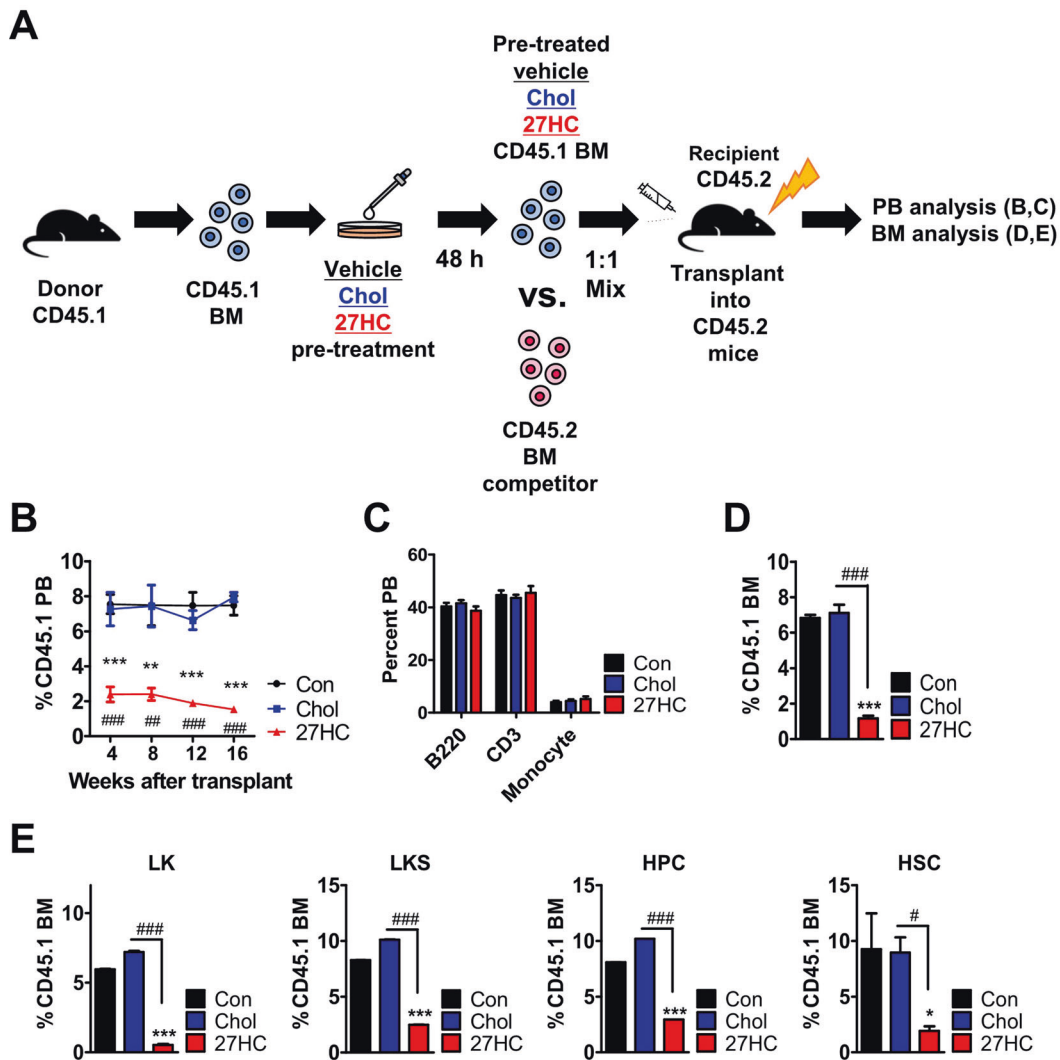 A
Donor
CD45.1
CD45.1
BM
Vehicle
Chol
27HC
pre-treatment
48 h
Pre-treated
vehicle
Chol
27HC
CD45.1 BM
vs.
CD45.2
BM
competitor
1:1
Mix
Recipient
CD45.2
Transplant
into
CD45.2
mice
PB analysis (B,C)
BM analysis (D,E)
B
%CD45.1 PB
10
8
6
4
2
0
*** ** *** ***
### ## ### ###
4 8 12 16
Weeks after transplant
Con
Chol
27HC
C
Percent PB
60
40
20
0
B220
CD3
Monocyte
Con
Chol
27HC
D
% CD45.1 BM
10
8
6
4
2
0
###
***
Con
Chol
27HC
E
LK
%CD45.1 BM
10
5
0
###
***
Con
Chol
27HC
LKS
%CD45.1 BM
15
10
5
0
###
***
Con
Chol
27HC
HPC
%CD45.1 BM
15
10
5
0
###
***
Con
Chol
27HC
HSC
%CD45.1 BM
15
10
5
0
#
*
Con
Chol
27HC